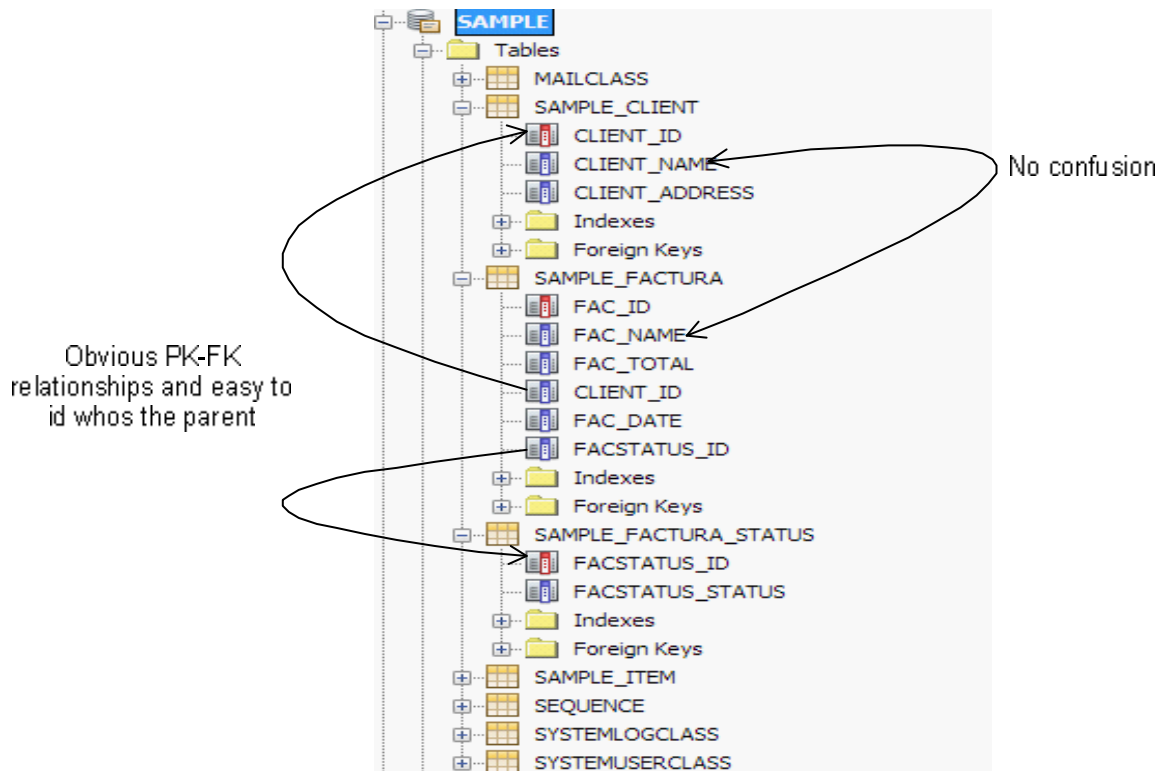 SAMPLE
Tables
MAILCLASS
SAMPLE_CLIENT
CLIENT_ID
CLIENT_NAME
CLIENT_ADDRESS
Indexes
Foreign Keys
SAMPLE_FACTURA
FAC_ID
FAC_NAME
FAC_TOTAL
CLIENT_ID
FAC_DATE
FACSTATUS_ID
Indexes
Foreign Keys
SAMPLE_FACTURA_STATUS
FACSTATUS_ID
FACSTATUS_STATUS
Indexes
Foreign Keys
SAMPLE_ITEM
SEQUENCE
SYSTEMLOGCLASS
SYSTEMUSERCLASS
No confusion
Obvious PK-FK
relationships and easy to
id whos the parent